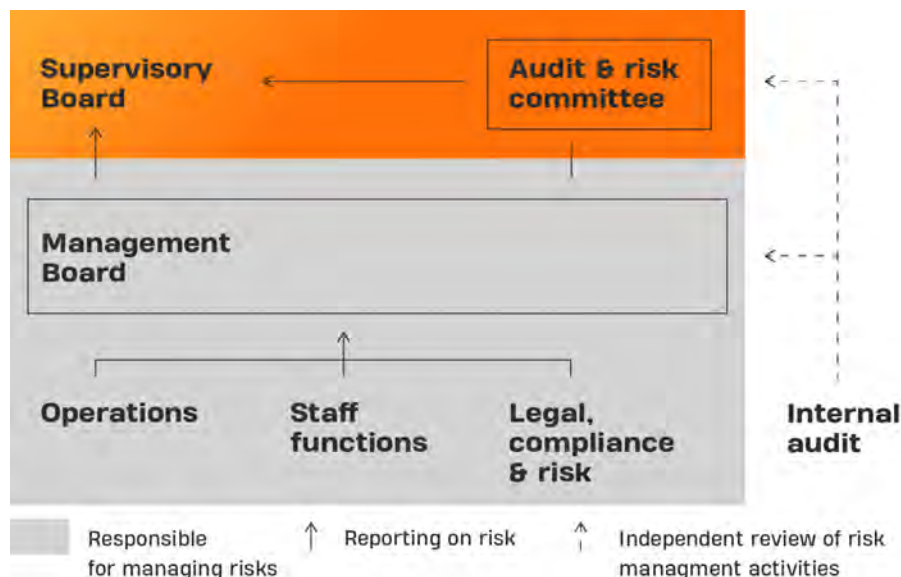 Supervisory
Board
Audit & risk
committee
Management
Board
Operations
Staff
functions
Legal,
compliance
& risk
Internal
audit
Responsible
for managing risks
Reporting on risk
Independent review of risk
managment activities